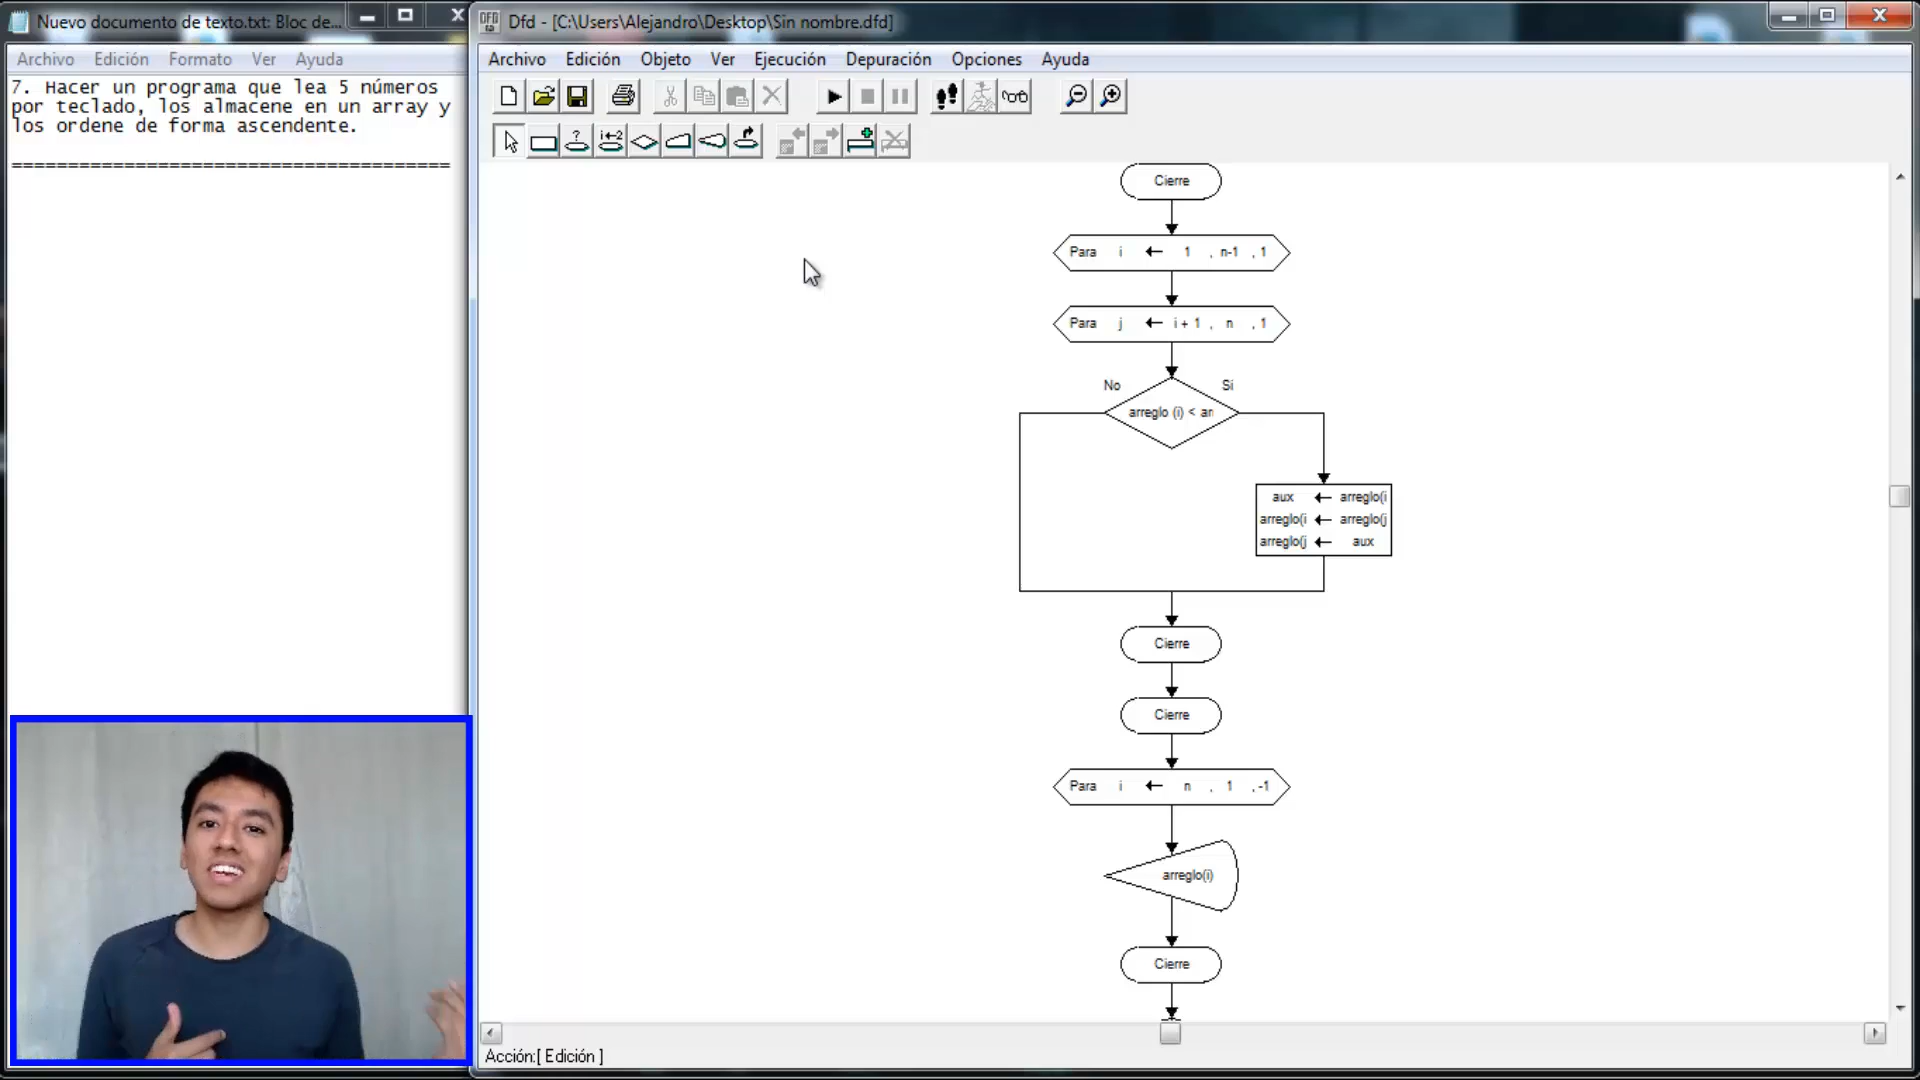 Nuevo documento de texto.txt: Bloc de...
Archivo Edición Formato Ver Ayuda
7. Hacer un programa que lea 5 números
por teclado, los almacene en un array y
los ordene de forma ascendente.
========================================
Dfd - [C:\Users\Alejandro\Desktop\Sin nombre.dfd]
Archivo Edición Objeto Ver Ejecución Depuración Opciones Ayuda
Cierre
Para i ← 1 , n-1 , 1
Para j ← i + 1 , n , 1
No Si
arreglo (i) < ar
aux ← arreglo(i
arreglo(i ← arreglo(j
arreglo(j ← aux
Cierre
Cierre
Para i ← n , 1 , -1
arreglo(i)
Cierre
Acción:[ Edición ]